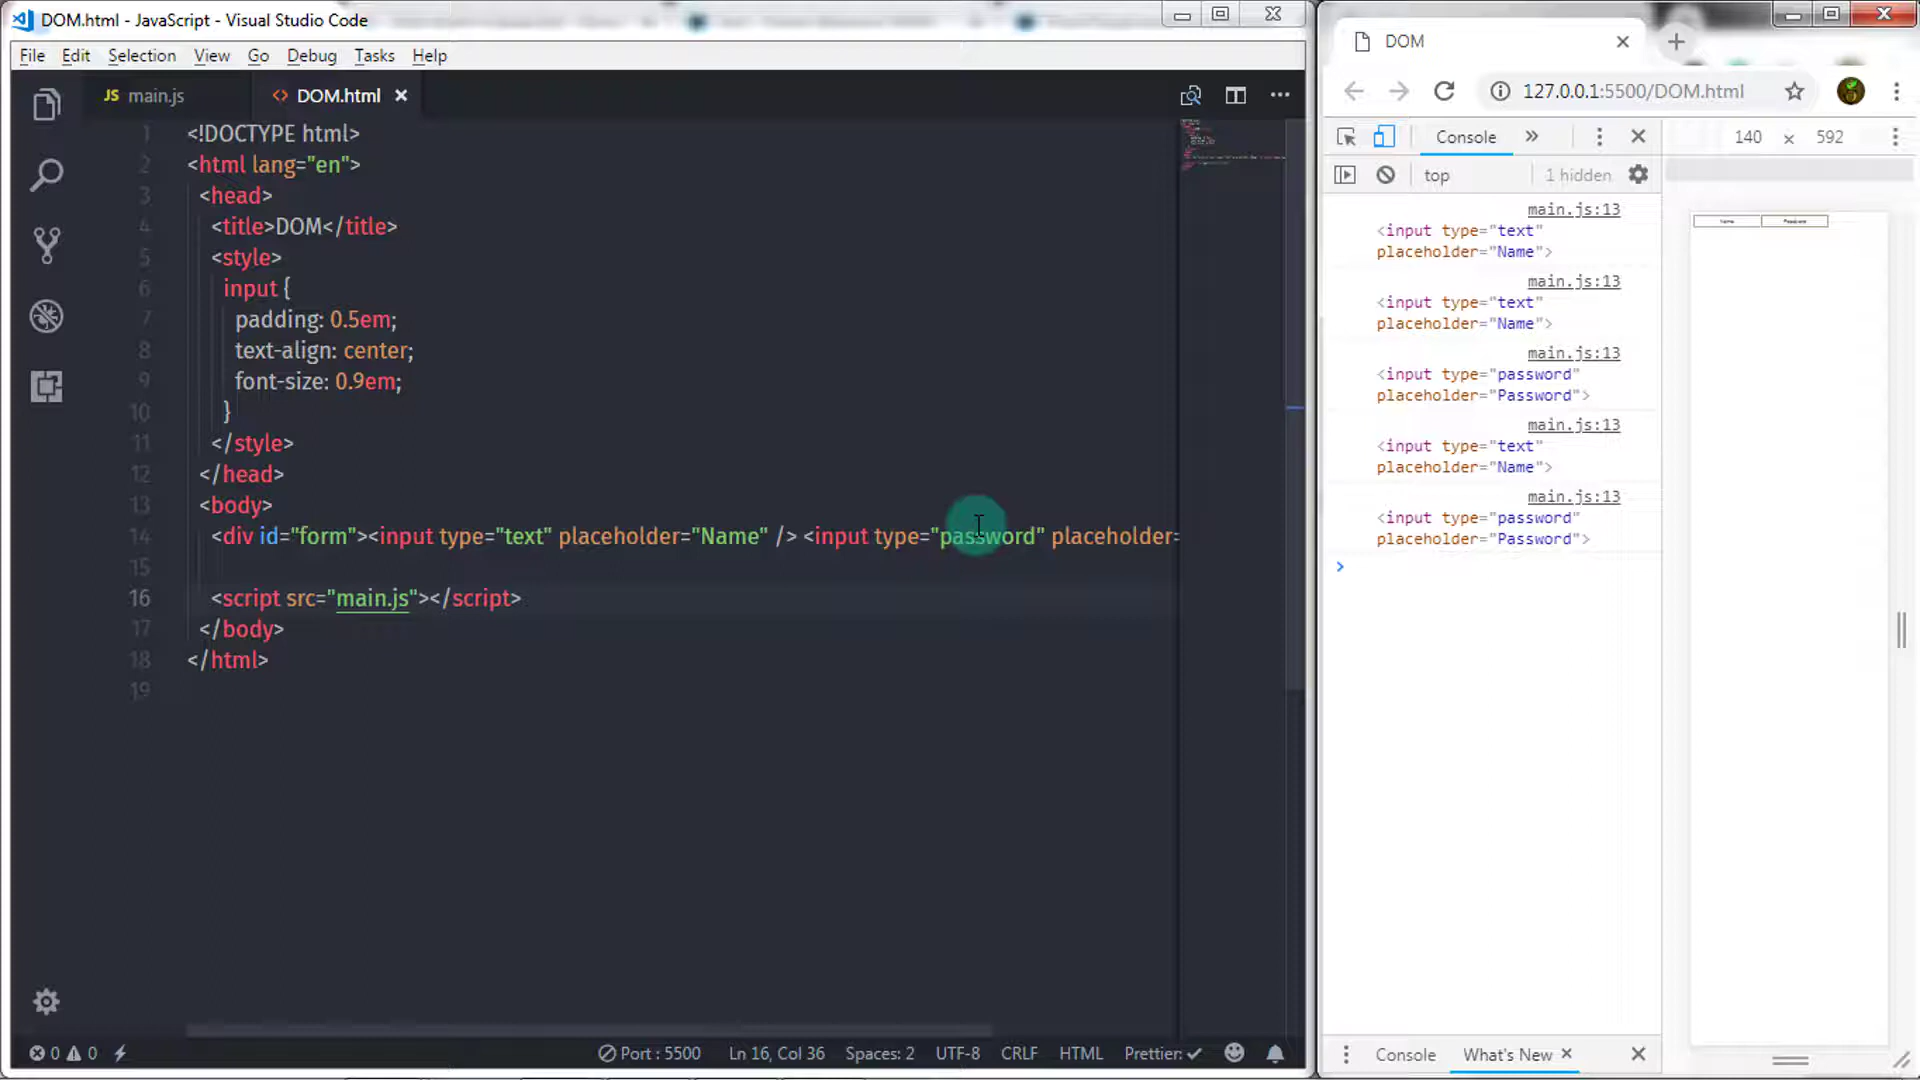 DOM.html - JavaScript - Visual Studio Code
File Edit Selection View Go Debug Tasks Help
JS main.js
<> DOM.html
1 <!DOCTYPE html>
2 <html lang="en">
3 <head>
4 <title>DOM</title>
5 <style>
6 input {
7 padding: 0.5em;
8 text-align: center;
9 font-size: 0.9em;
10 }
11 </style>
12 </head>
13 <body>
14 <div id="form"><input type="text" placeholder="Name" /> <input type="password" placeholder=
15
16 <script src="main.js"></script>
17 </body>
18 </html>
19
0 0 Port : 5500 Ln 16, Col 36 Spaces: 2 UTF-8 CRLF HTML Prettier: ✓
DOM
127.0.0.1:5500/DOM.html
Console » 140 × 592
top 1 hidden
main.js:13
<input type="text"
placeholder="Name">
main.js:13
<input type="text"
placeholder="Name">
main.js:13
<input type="password"
placeholder="Password">
main.js:13
<input type="text"
placeholder="Name">
main.js:13
<input type="password"
placeholder="Password">
>
Name Password
Console What's New